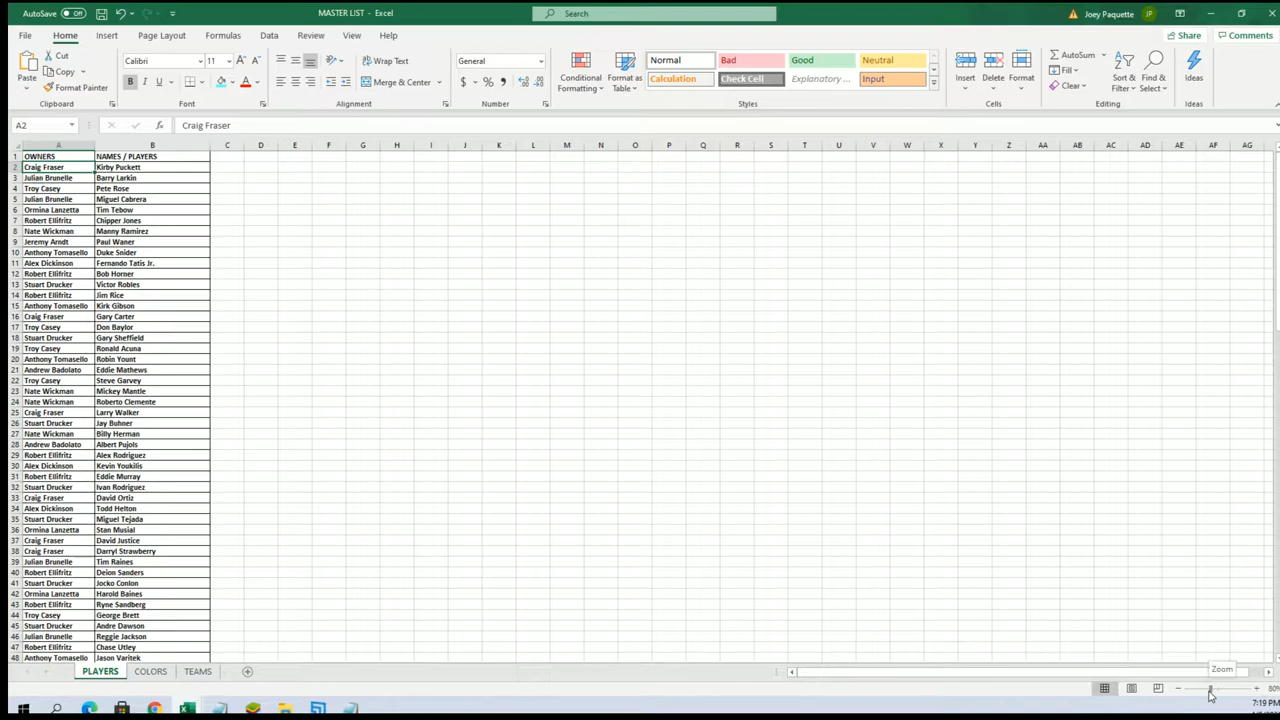 AutoSave Off MASTER LIST - Excel Search Joey Paquette JP
File Home Insert Page Layout Formulas Data Review View Help Share Comments
Paste Cut Copy Format Painter Clipboard
Calibri 11 B I U Font
Wrap Text Merge & Center Alignment
General $ % Number
Conditional Formatting Format as Table
Normal Bad Good Neutral
Calculation Check Cell Explanatory ... Input
Styles
Insert Delete Format Cells
AutoSum Fill Clear Sort & Filter Find & Select Editing
Ideas Ideas
A2 fx Craig Fraser
A B C D E F G H I J K L M N O P Q R S T U V W X Y Z AA AB AC AD AE AF AG
1 OWNERS NAMES / PLAYERS
2 Craig Fraser Kirby Puckett
3 Julian Brunelle Barry Larkin
4 Troy Casey Pete Rose
5 Julian Brunelle Miguel Cabrera
6 Ormina Lanzetta Tim Tebow
7 Robert Ellifritz Chipper Jones
8 Nate Wickman Manny Ramirez
9 Jeremy Arndt Paul Waner
10 Anthony Tomasello Duke Snider
11 Alex Dickinson Fernando Tatis Jr.
12 Robert Ellifritz Bob Horner
13 Stuart Drucker Victor Robles
14 Robert Ellifritz Jim Rice
15 Anthony Tomasello Kirk Gibson
16 Craig Fraser Gary Carter
17 Troy Casey Don Baylor
18 Stuart Drucker Gary Sheffield
19 Troy Casey Ronald Acuna
20 Anthony Tomasello Robin Yount
21 Andrew Badolato Eddie Mathews
22 Troy Casey Steve Garvey
23 Nate Wickman Mickey Mantle
24 Nate Wickman Roberto Clemente
25 Craig Fraser Larry Walker
26 Stuart Drucker Jay Buhner
27 Nate Wickman Billy Herman
28 Andrew Badolato Albert Pujols
29 Robert Ellifritz Alex Rodriguez
30 Alex Dickinson Kevin Youkilis
31 Robert Ellifritz Eddie Murray
32 Stuart Drucker Ivan Rodriguez
33 Craig Fraser David Ortiz
34 Alex Dickinson Todd Helton
35 Stuart Drucker Miguel Tejada
36 Ormina Lanzetta Stan Musial
37 Craig Fraser David Justice
38 Craig Fraser Darryl Strawberry
39 Julian Brunelle Tim Raines
40 Robert Ellifritz Deion Sanders
41 Stuart Drucker Jocko Conlon
42 Ormina Lanzetta Harold Baines
43 Robert Ellifritz Ryne Sandberg
44 Troy Casey George Brett
45 Stuart Drucker Andre Dawson
46 Julian Brunelle Reggie Jackson
47 Robert Ellifritz Chase Utley
48 Anthony Tomasello Jason Varitek
PLAYERS COLORS TEAMS
Zoom
80%
7:19 PM